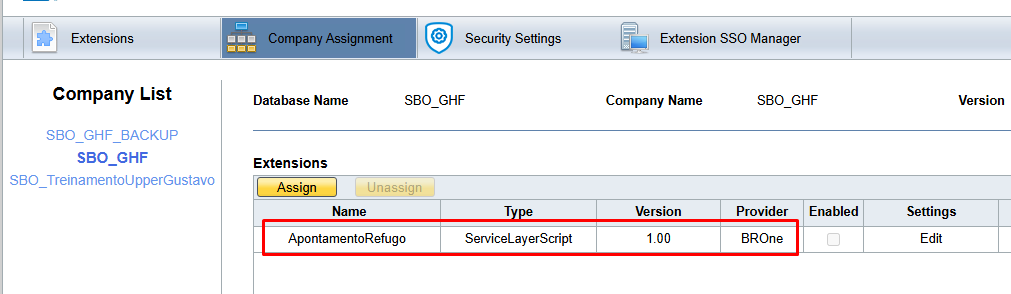 Extensions Company Assignment Security Settings Extension SSO Manager
Company List
SBO_GHF_BACKUP
SBO_GHF
SBO_TreinamentoUpperGustavo
Database Name SBO_GHF Company Name SBO_GHF Version
Extensions
Assign Unassign
Name Type Version Provider Enabled Settings
ApontamentoRefugo ServiceLayerScript 1.00 BROne Edit